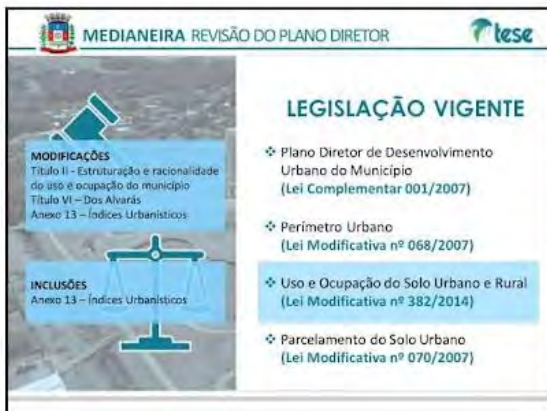 MEDIANEIRA REVISÃO DO PLANO DIRETOR
tese
MODIFICAÇÕES
Título II - Estruturação e racionalidade
do uso e ocupação do município
Título VI – Dos Alvarás
Anexo 13 – Índices Urbanísticos
INCLUSÕES
Anexo 13 – Índices Urbanísticos
LEGISLAÇÃO VIGENTE
❖ Plano Diretor de Desenvolvimento
Urbano do Município
(Lei Complementar 001/2007)
❖ Perímetro Urbano
(Lei Modificativa nº 068/2007)
❖ Uso e Ocupação do Solo Urbano e Rural
(Lei Modificativa nº 382/2014)
❖ Parcelamento do Solo Urbano
(Lei Modificativa nº 070/2007)